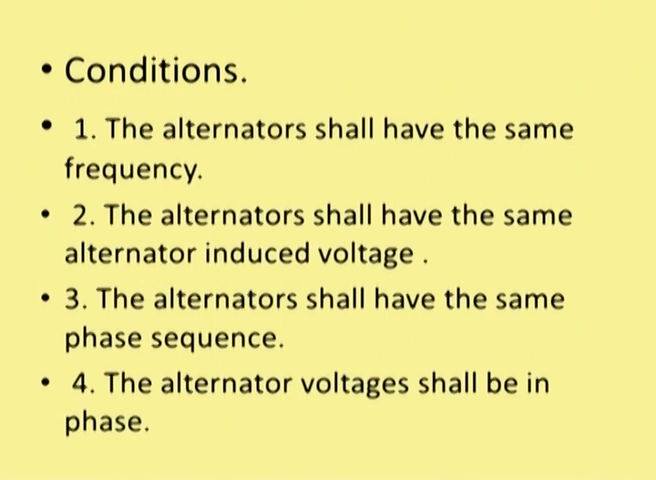 • Conditions.
• 1. The alternators shall have the same
frequency.
• 2. The alternators shall have the same
alternator induced voltage .
• 3. The alternators shall have the same
phase sequence.
• 4. The alternator voltages shall be in
phase.